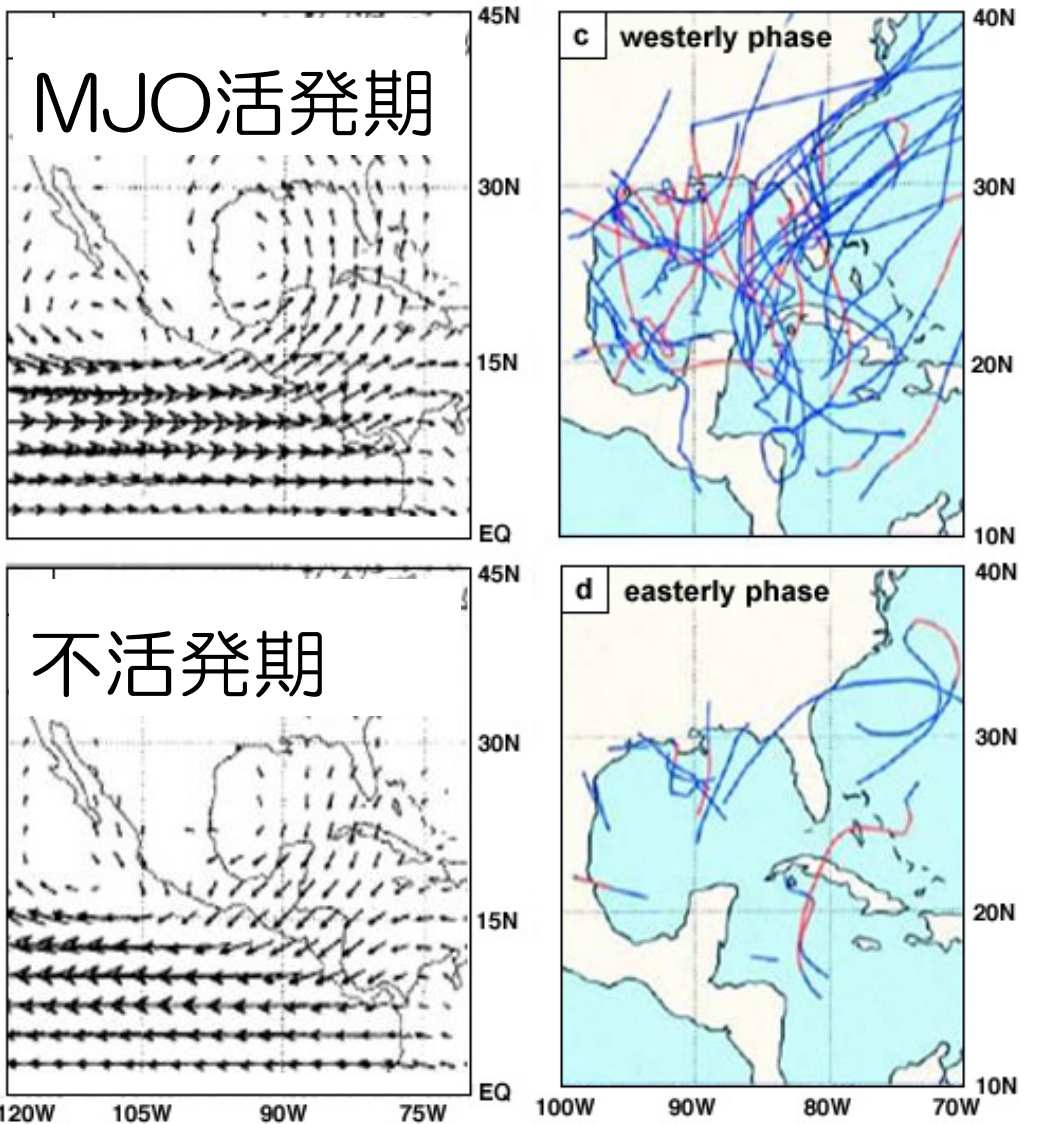 45N
MJO活発期
30N
15N
EQ
c westerly phase
40N
30N
20N
10N
45N
不活発期
30N
15N
EQ
120W 105W 90W 75W
d easterly phase
40N
30N
20N
10N
100W 90W 80W 70W